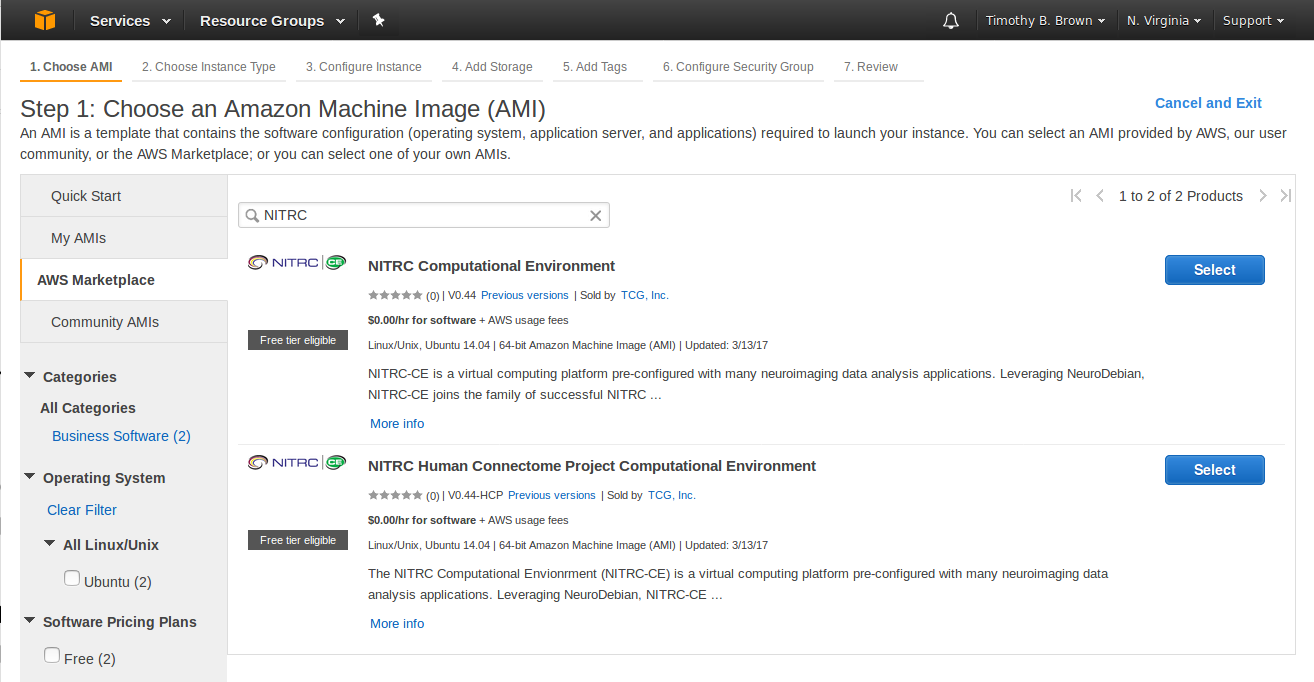 Services Resource Groups Timothy B. Brown N. Virginia Support
1. Choose AMI 2. Choose Instance Type 3. Configure Instance 4. Add Storage 5. Add Tags 6. Configure Security Group 7. Review
Step 1: Choose an Amazon Machine Image (AMI)
Cancel and Exit
An AMI is a template that contains the software configuration (operating system, application server, and applications) required to launch your instance. You can select an AMI provided by AWS, our user
community, or the AWS Marketplace; or you can select one of your own AMIs.
Quick Start
My AMIs
AWS Marketplace
Community AMIs
Categories
All Categories
Business Software (2)
Operating System
Clear Filter
All Linux/Unix
Ubuntu (2)
Software Pricing Plans
Free (2)
1 to 2 of 2 Products
NITRC
NITRC CE
NITRC Computational Environment
Select
(0) | V0.44 Previous versions | Sold by TCG, Inc.
$0.00/hr for software + AWS usage fees
Free tier eligible
Linux/Unix, Ubuntu 14.04 | 64-bit Amazon Machine Image (AMI) | Updated: 3/13/17
NITRC-CE is a virtual computing platform pre-configured with many neuroimaging data analysis applications. Leveraging NeuroDebian,
NITRC-CE joins the family of successful NITRC ...
More info
NITRC CE
NITRC Human Connectome Project Computational Environment
Select
(0) | V0.44-HCP Previous versions | Sold by TCG, Inc.
$0.00/hr for software + AWS usage fees
Free tier eligible
Linux/Unix, Ubuntu 14.04 | 64-bit Amazon Machine Image (AMI) | Updated: 3/13/17
The NITRC Computational Envionrment (NITRC-CE) is a virtual computing platform pre-configured with many neuroimaging data
analysis applications. Leveraging NeuroDebian, NITRC-CE ...
More info